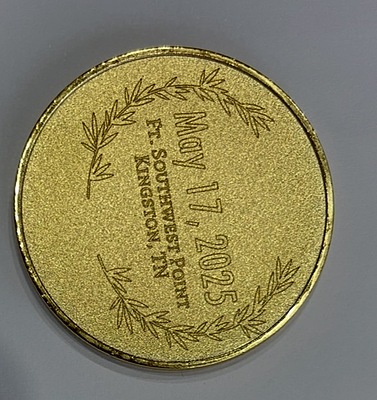 May 17, 2025
Ft. Southwest Point
Kingston, TN